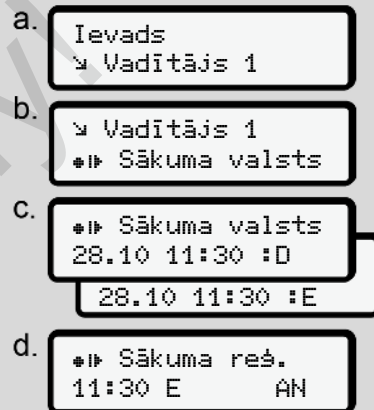 a.
Ievads
Vadītājs 1
b.
Vadītājs 1
Sākuma valsts
c.
Sākuma valsts
28.10 11:30 :D
28.10 11:30 :E
d.
Sākuma reģ.
11:30 E AN